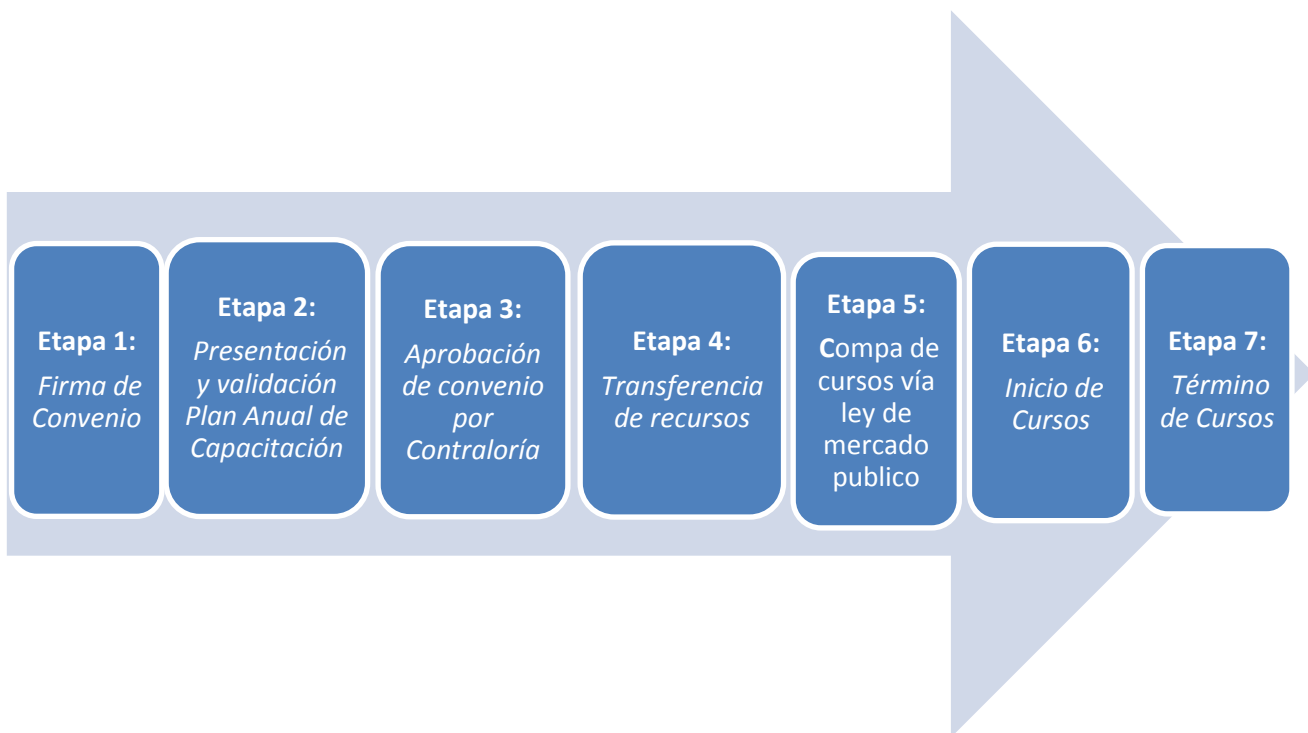 Etapa 1:
Firma de
Convenio
Etapa 2:
Presentación
y validación
Plan Anual de
Capacitación
Etapa 3:
Aprobación
de convenio
por
Contraloría
Etapa 4:
Transferencia
de recursos
Etapa 5:
Compa de
cursos vía
ley de
mercado
publico
Etapa 6:
Inicio de
Cursos
Etapa 7:
Término
de Cursos